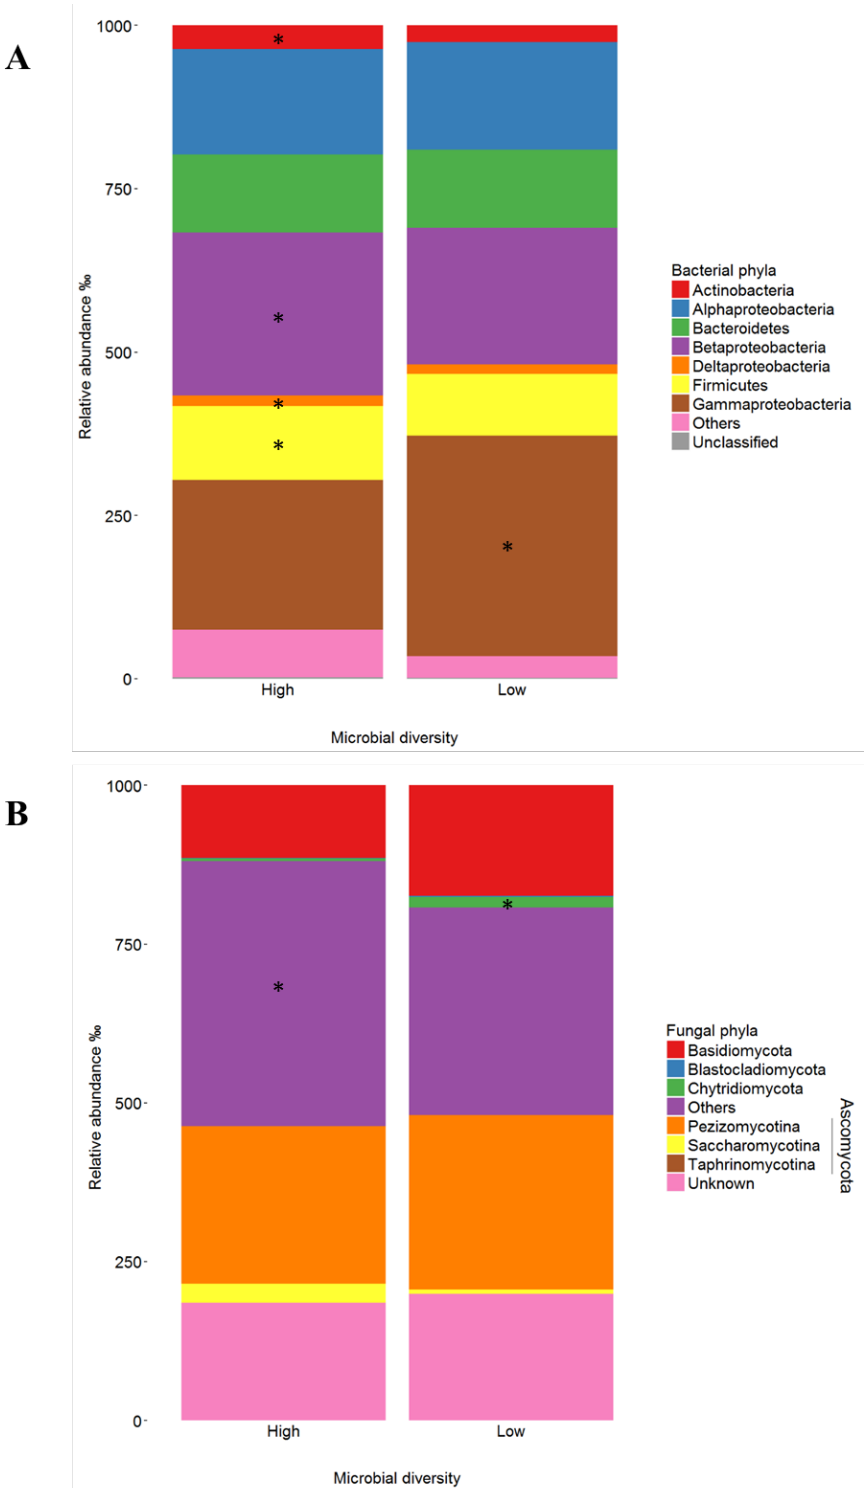 A
1000
750
500
250
0
Relative abundance ‰
*
*
*
*
*
High
Low
Microbial diversity
Bacterial phyla
Actinobacteria
Alphaproteobacteria
Bacteroidetes
Betaproteobacteria
Deltaproteobacteria
Firmicutes
Gammaproteobacteria
Others
Unclassified
B
1000
750
500
250
0
Relative abundance ‰
*
*
High
Low
Microbial diversity
Fungal phyla
Basidiomycota
Blastocladiomycota
Chytridiomycota
Others
Pezizomycotina
Saccharomycotina
Taphrinomycotina
Unknown
Ascomycota